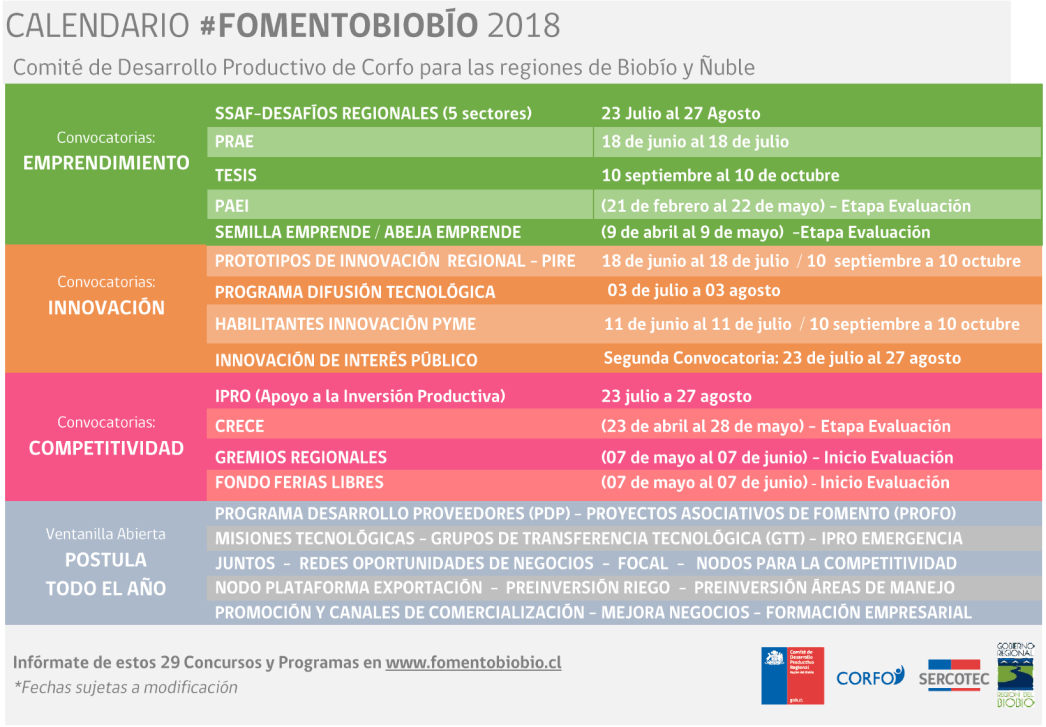 CALENDARIO #FOMENTOBIOBÍO 2018
Comité de Desarrollo Productivo de Corfo para las regiones de Biobío y Ñuble
Convocatorias:
EMPRENDIMIENTO
SSAF-DESAFÍOS REGIONALES (5 sectores) 23 Julio al 27 Agosto
PRAE 18 de junio al 18 de julio
TESIS 10 septiembre al 10 de octubre
PAEI (21 de febrero al 22 de mayo) - Etapa Evaluación
SEMILLA EMPRENDE / ABEJA EMPRENDE (9 de abril al 9 de mayo) -Etapa Evaluación
Convocatorias:
INNOVACIÓN
PROTOTIPOS DE INNOVACIÓN REGIONAL - PIRE 18 de junio al 18 de julio / 10 septiembre a 10 octubre
PROGRAMA DIFUSIÓN TECNOLÓGICA 03 de julio a 03 agosto
HABILITANTES INNOVACIÓN PYME 11 de junio al 11 de julio / 10 septiembre a 10 octubre
INNOVACIÓN DE INTERÉS PÚBLICO Segunda Convocatoria: 23 de julio al 27 agosto
Convocatorias:
COMPETITIVIDAD
IPRO (Apoyo a la Inversión Productiva) 23 julio a 27 agosto
CRECE (23 de abril al 28 de mayo) - Etapa Evaluación
GREMIOS REGIONALES (07 de mayo al 07 de junio) - Inicio Evaluación
FONDO FERIAS LIBRES (07 de mayo al 07 de junio) - Inicio Evaluación
Ventanilla Abierta
POSTULA
TODO EL AÑO
PROGRAMA DESARROLLO PROVEEDORES (PDP) - PROYECTOS ASOCIATIVOS DE FOMENTO (PROFO)
MISIONES TECNOLÓGICAS - GRUPOS DE TRANSFERENCIA TECNOLÓGICA (GTT) - IPRO EMERGENCIA
JUNTOS - REDES OPORTUNIDADES DE NEGOCIOS - FOCAL - NODOS PARA LA COMPETITIVIDAD
NODO PLATAFORMA EXPORTACIÓN - PREINVERSIÓN RIEGO - PREINVERSIÓN ÁREAS DE MANEJO
PROMOCIÓN Y CANALES DE COMERCIALIZACIÓN - MEJORA NEGOCIOS - FORMACIÓN EMPRESARIAL
Infórmate de estos 29 Concursos y Programas en www.fomentobiobio.cl
*Fechas sujetas a modificación
Comité de
Desarrollo
Productivo
Regional
gob.cl
CORFO
SERCOTEC
GOBIERNO
REGIONAL
REGIÓN DEL
BIOBIO